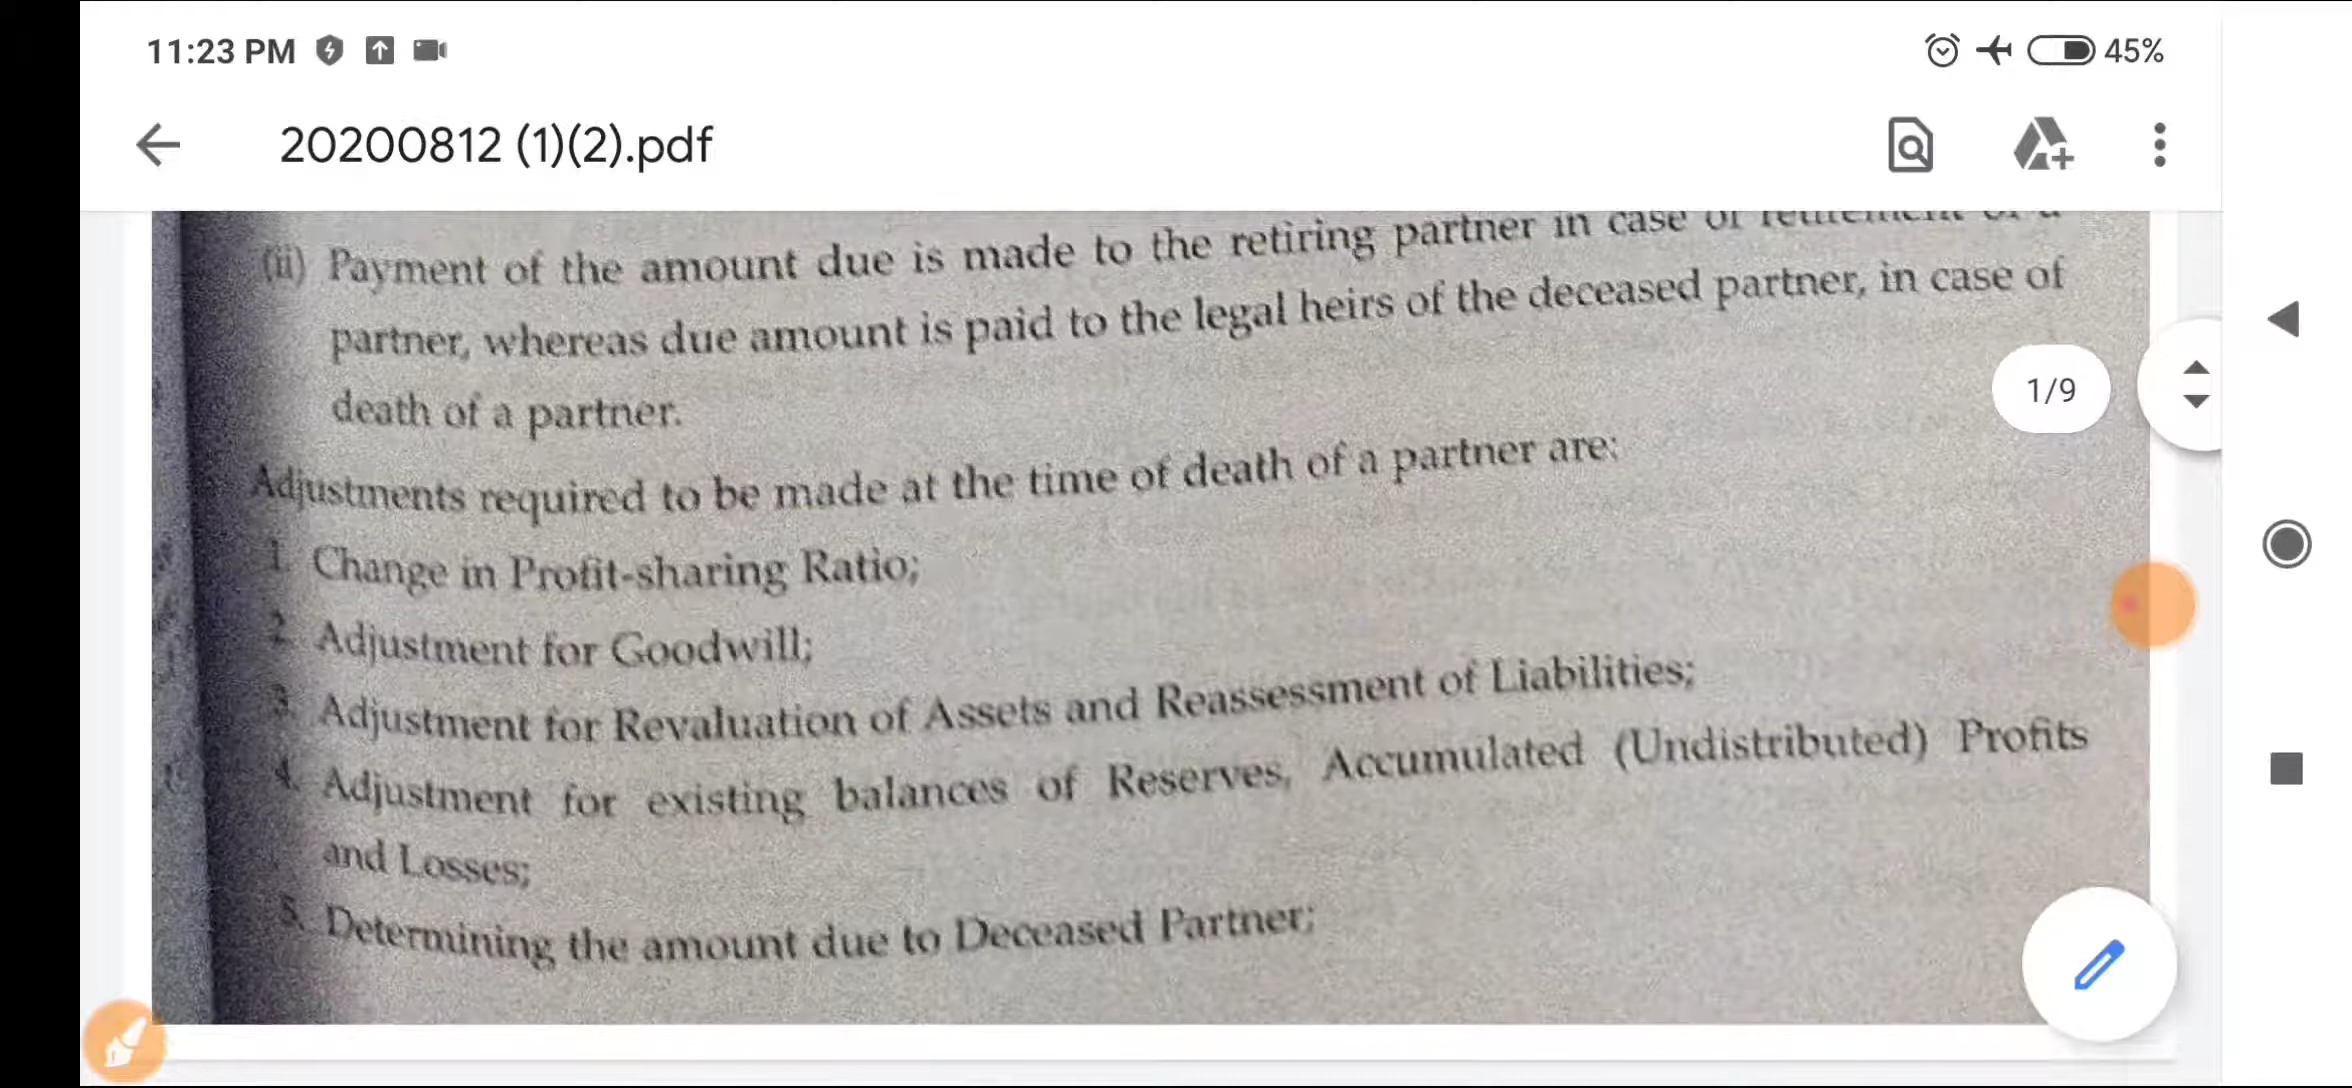 11:23 PM
45%
20200812 (1)(2).pdf
(ii) Payment of the amount due is made to the retiring partner in case of retirement of a
partner, whereas due amount is paid to the legal heirs of the deceased partner, in case of
death of a partner.
1/9
Adjustments required to be made at the time of death of a partner are:
1. Change in Profit-sharing Ratio;
2. Adjustment for Goodwill;
3. Adjustment for Revaluation of Assets and Reassessment of Liabilities;
4. Adjustment for existing balances of Reserves, Accumulated (Undistributed) Profits
and Losses;
5. Determining the amount due to Deceased Partner;